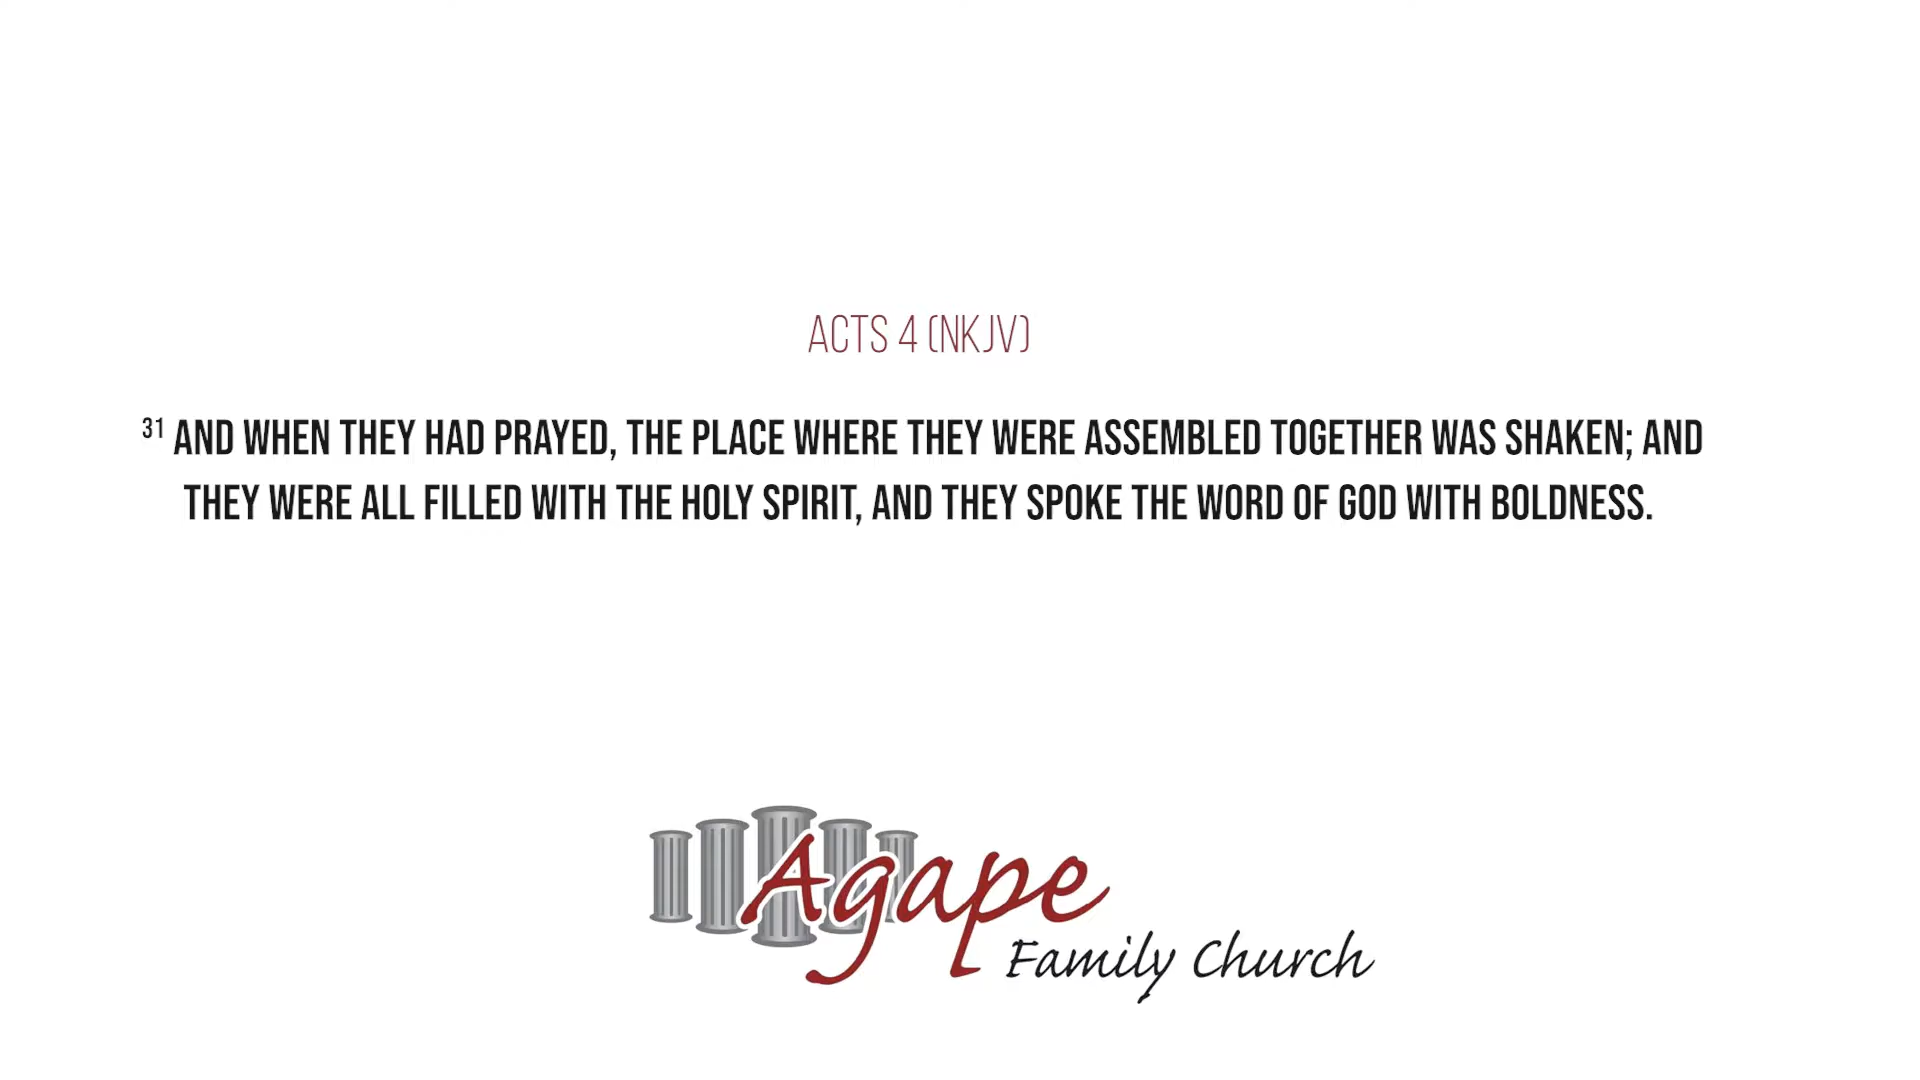 ACTS 4 (NKJV)
31 AND WHEN THEY HAD PRAYED, THE PLACE WHERE THEY WERE ASSEMBLED TOGETHER WAS SHAKEN; AND
THEY WERE ALL FILLED WITH THE HOLY SPIRIT, AND THEY SPOKE THE WORD OF GOD WITH BOLDNESS.
Agape
Family Church